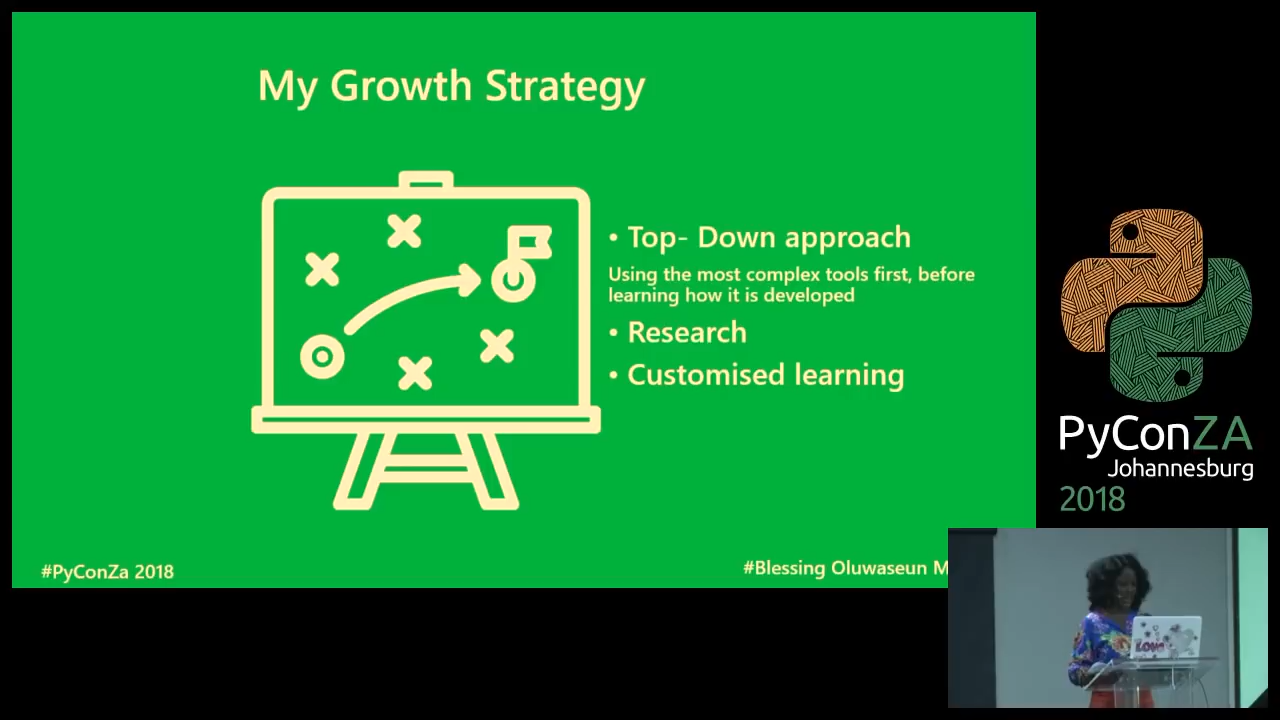 My Growth Strategy
• Top- Down approach
Using the most complex tools first, before
learning how it is developed
• Research
• Customised learning
#PyConZa 2018
#Blessing Oluwaseun M
PyConZA
Johannesburg
2018
LOVE